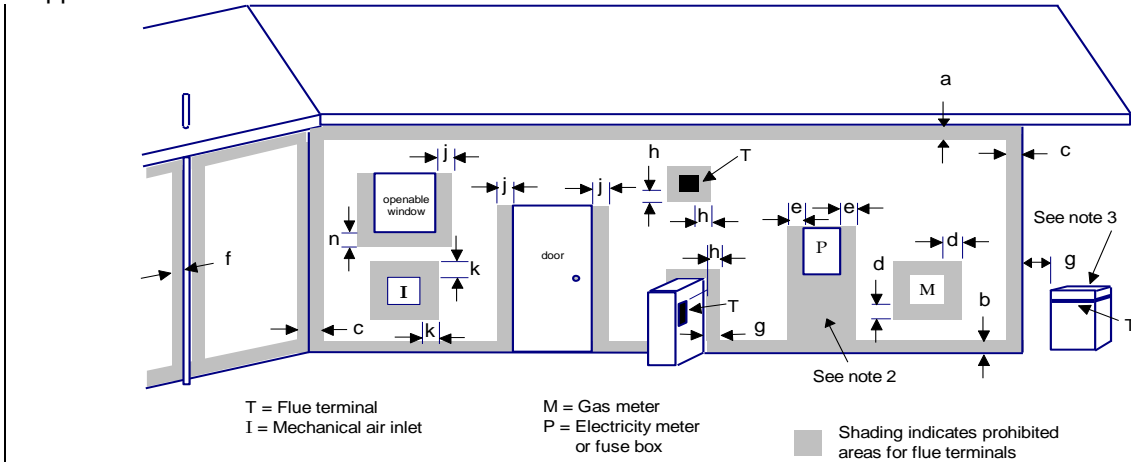 a
h
T
j
j
j
c
openable
window
e
e
See note 3
P
n
door
h
d
f
k
d
g
I
M
T
b
T
c
k
g
See note 2
T = Flue terminal
I = Mechanical air inlet
M = Gas meter
P = Electricity meter
or fuse box
Shading indicates prohibited
areas for flue terminals
h